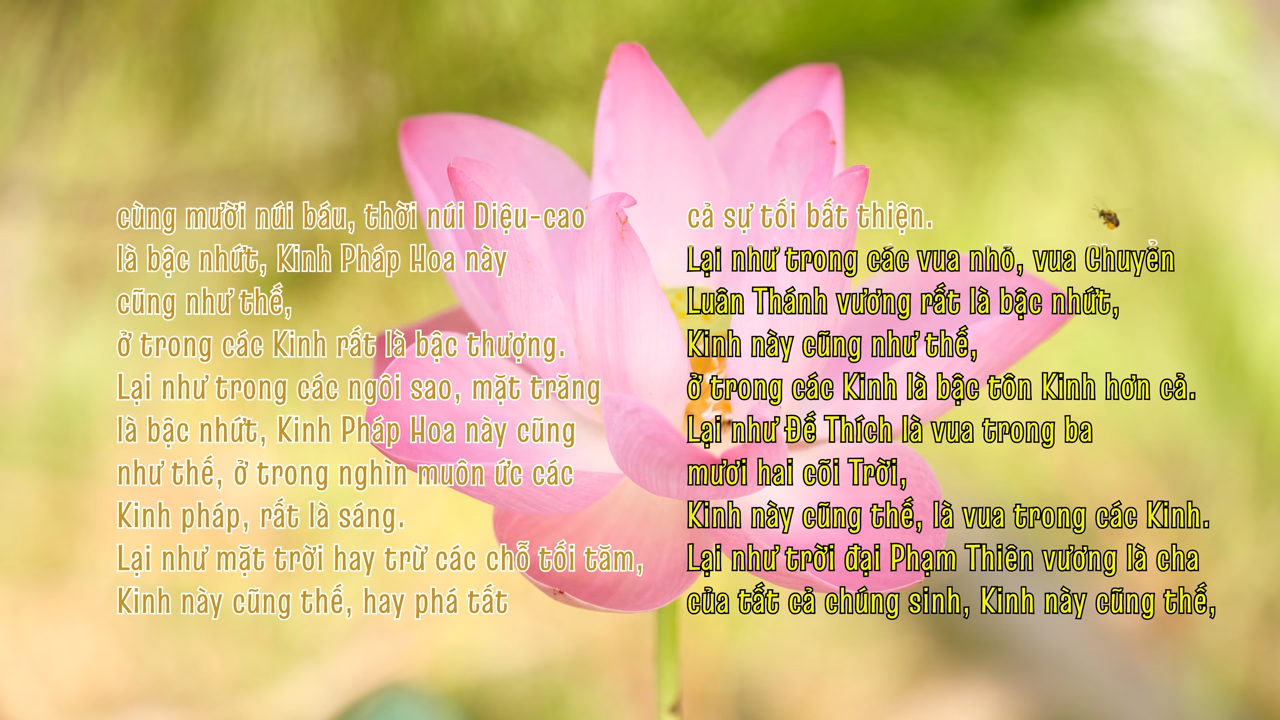 cùng mười núi báu, thời núi Diệu-cao
là bậc nhứt, Kinh Pháp Hoa này
cũng như thế,
ở trong các Kinh rất là bậc thượng.
Lại như trong các ngôi sao, mặt trăng
là bậc nhứt, Kinh Pháp Hoa này cũng
như thế, ở trong nghìn muôn ức các
Kinh pháp, rất là sáng.
Lại như mặt trời hay trừ các chỗ tối tăm,
Kinh này cũng thế, hay phá tất
cả sự tối bất thiện.
Lại như trong các vua nhỏ, vua Chuyển
Luân Thánh vương rất là bậc nhứt,
Kinh này cũng như thế,
ở trong các Kinh là bậc tôn Kinh hơn cả.
Lại như Đế Thích là vua trong ba
mươi hai cõi Trời,
Kinh này cũng thế, là vua trong các Kinh.
Lại như trời đại Phạm Thiên vương là cha
của tất cả chúng sinh, Kinh này cũng thế,